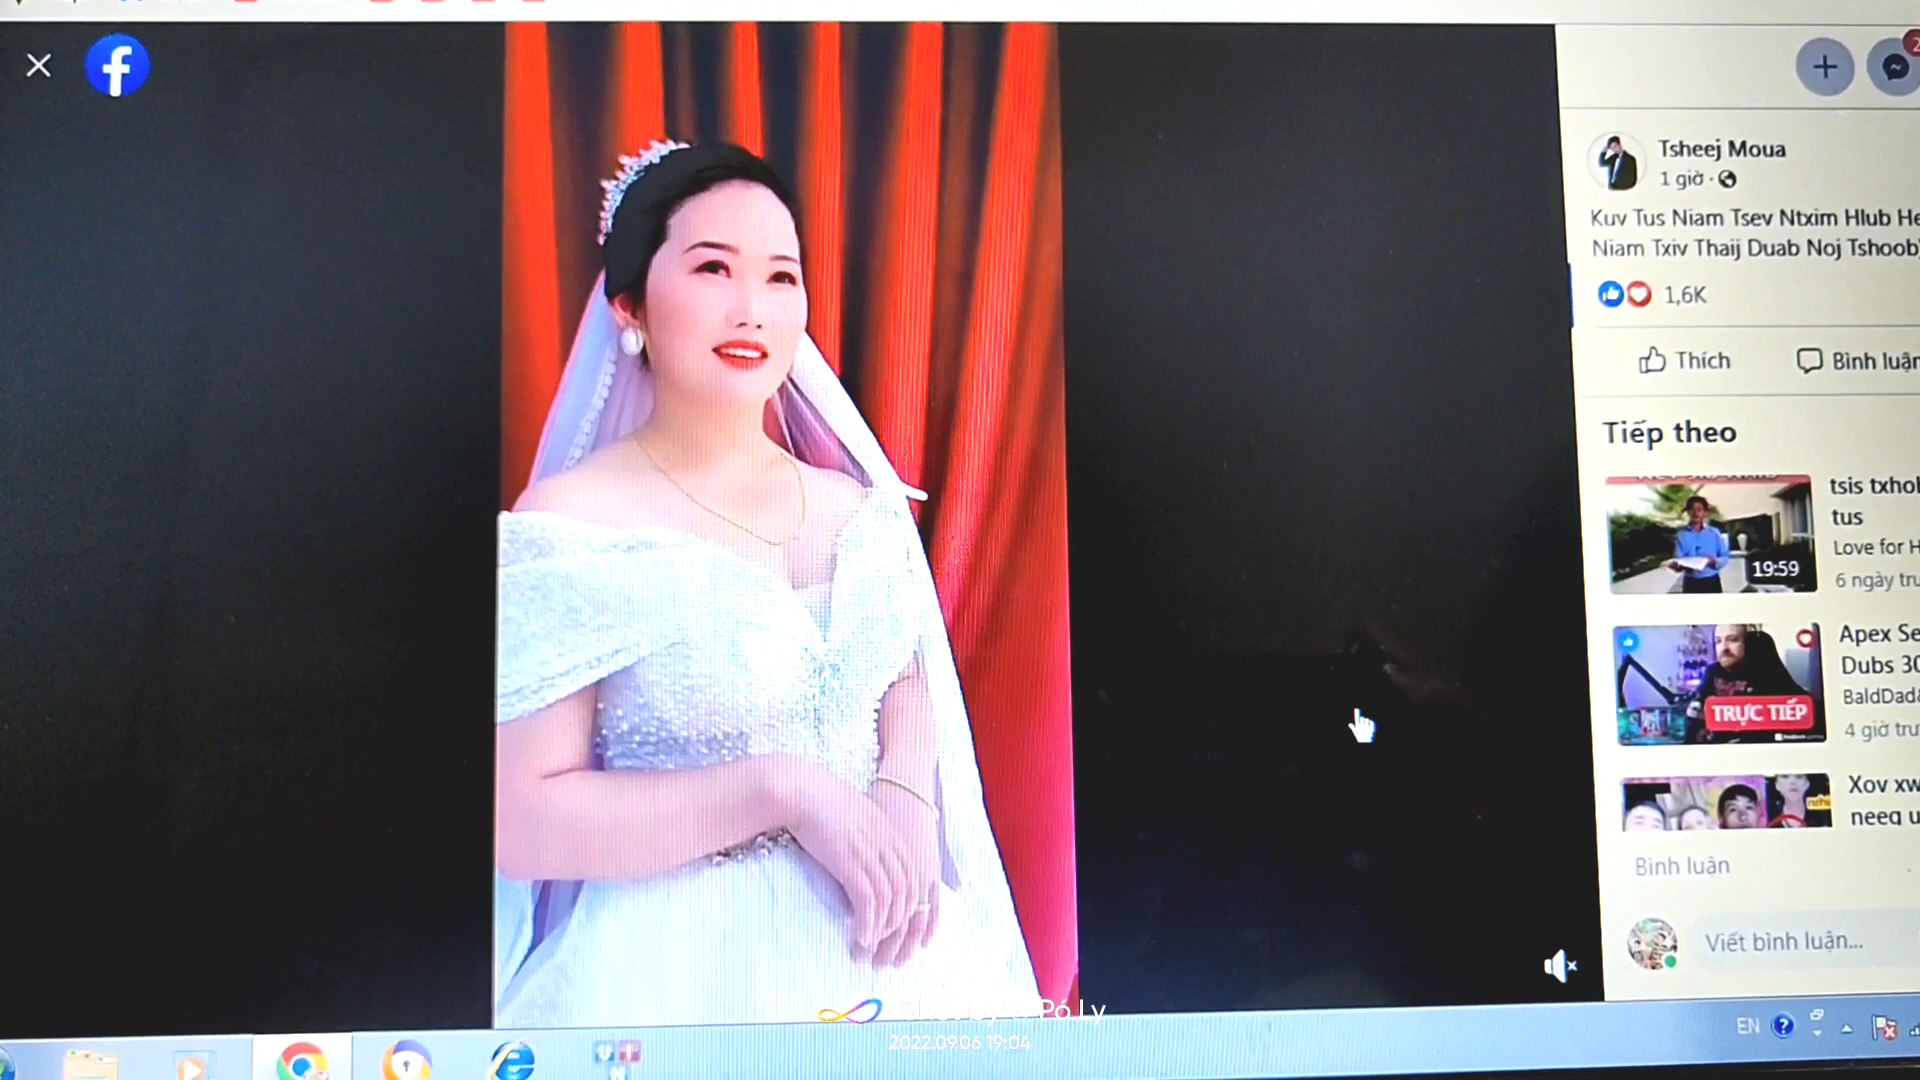 Tsheej Moua
1 giờ
Kuv Tus Niam Tsev Ntxim Hlub
Niam Txiv Thaij Duab Noj Tshoob
1,6K
Thích
Bình luận
Tiếp theo
tsis
tus
Love for
6 ngày
19:59
Apex
Dubs
TRỰC TIẾP
4 giờ
Xov
neeg
Bình luận
Viết bình luận...
Pó Ly
2022.09.06 19:04
EN